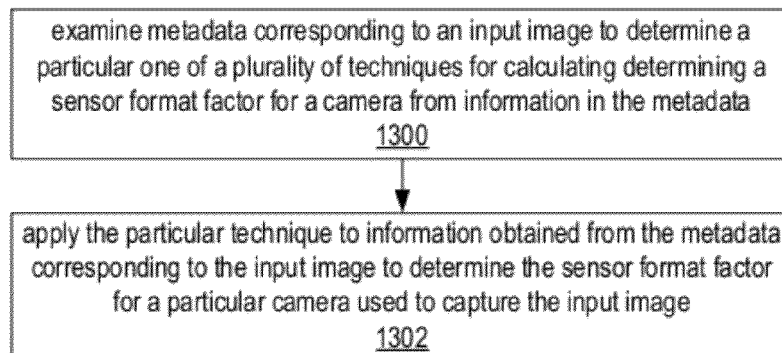 examine metadata corresponding to an input image to determine a
particular one of a plurality of techniques for calculating determining a
sensor format factor for a camera from information in the metadata
1300
apply the particular technique to information obtained from the metadata
corresponding to the input image to determine the sensor format factor
for a particular camera used to capture the input image
1302